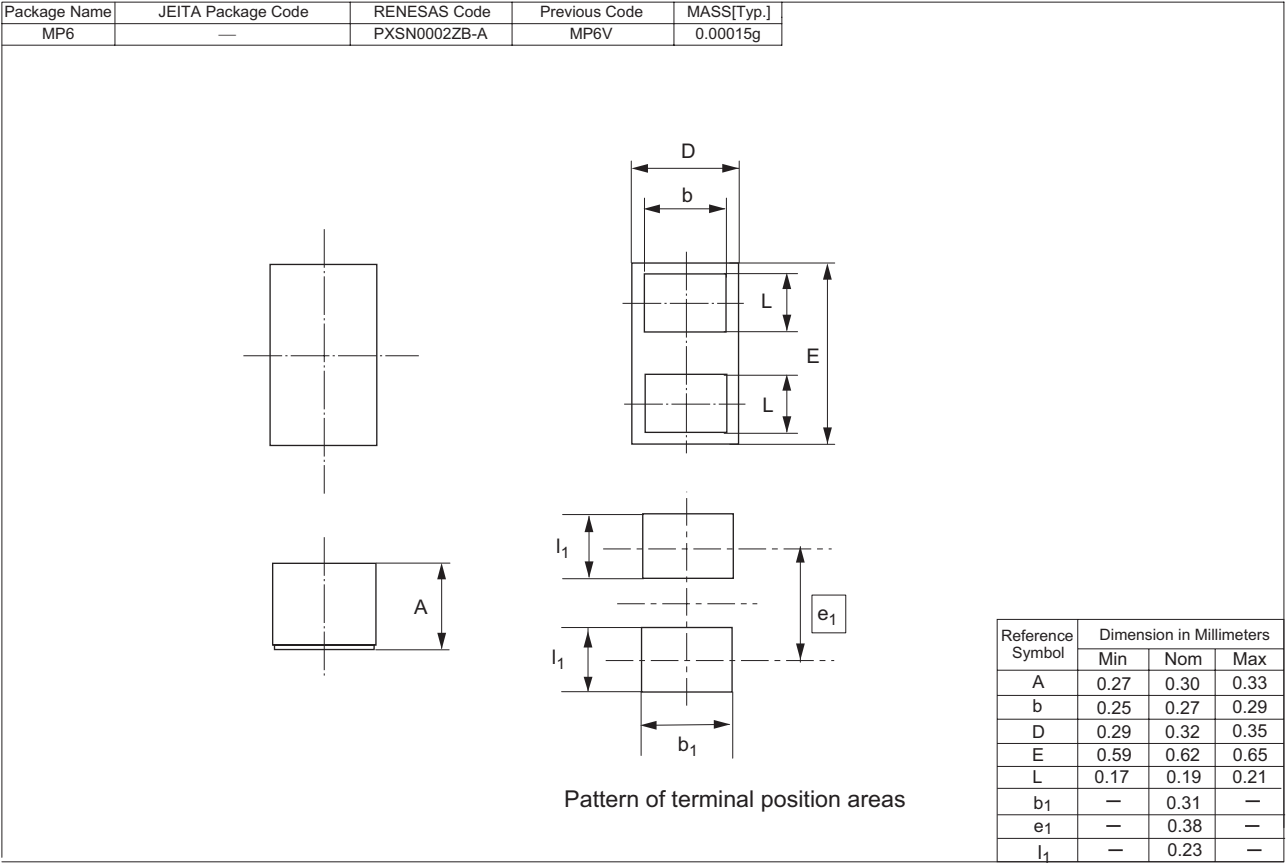 Package Name JEITA Package Code RENESAS Code Previous Code MASS[Typ.]
MP6 — PXSN0002ZB-A MP6V 0.00015g
D
b
L
E
L
l1
A
e1
l1
b1
Pattern of terminal position areas
Reference Symbol Dimension in Millimeters
Min Nom Max
A 0.27 0.30 0.33
b 0.25 0.27 0.29
D 0.29 0.32 0.35
E 0.59 0.62 0.65
L 0.17 0.19 0.21
b1 — 0.31 —
e1 — 0.38 —
l1 — 0.23 —